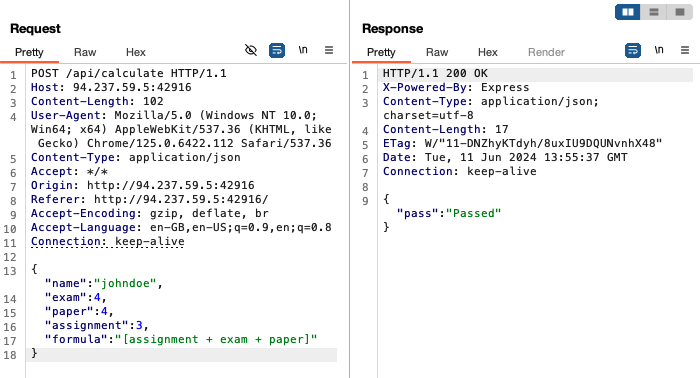 Request
Pretty Raw Hex \n
1 POST /api/calculate HTTP/1.1
2 Host: 94.237.59.5:42916
3 Content-Length: 102
4 User-Agent: Mozilla/5.0 (Windows NT 10.0;
Win64; x64) AppleWebKit/537.36 (KHTML, like
Gecko) Chrome/125.0.6422.112 Safari/537.36
5 Content-Type: application/json
6 Accept: */*
7 Origin: http://94.237.59.5:42916
8 Referer: http://94.237.59.5:42916/
9 Accept-Encoding: gzip, deflate, br
10 Accept-Language: en-GB,en-US;q=0.9,en;q=0.8
11 Connection: keep-alive
12
13 {
"name":"johndoe",
14 "exam":4,
15 "paper":4,
16 "assignment":3,
17 "formula":"[assignment + exam + paper]"
18 }
Response
Pretty Raw Hex Render \n
1 HTTP/1.1 200 OK
2 X-Powered-By: Express
3 Content-Type: application/json;
charset=utf-8
4 Content-Length: 17
5 ETag: W/"11-DNZhyKTdyh/8uxIU9DQUNvnhX48"
6 Date: Tue, 11 Jun 2024 13:55:37 GMT
7 Connection: keep-alive
8
9 {
"pass":"Passed"
}